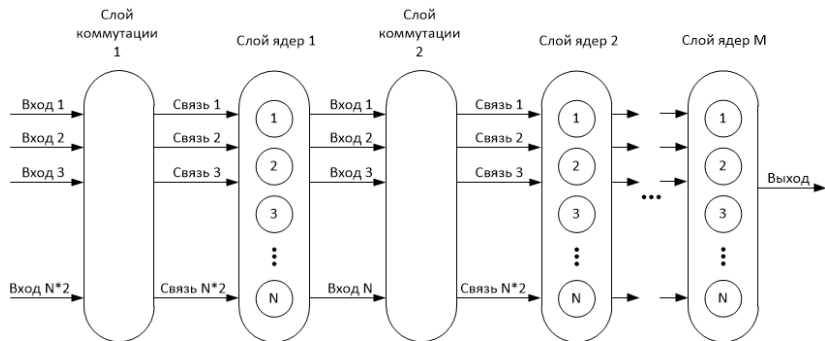 Слой
коммутации
1
Слой ядер 1
Слой
коммутации
2
Слой ядер 2
Слой ядер M
Вход 1
Связь 1
1
Вход 1
Связь 1
1
1
Вход 2
Связь 2
2
Вход 2
Связь 2
2
2
Вход 3
Связь 3
3
Вход 3
Связь 3
3
3
Выход
...
Вход N*2
Связь N*2
N
Вход N
Связь N*2
N
N